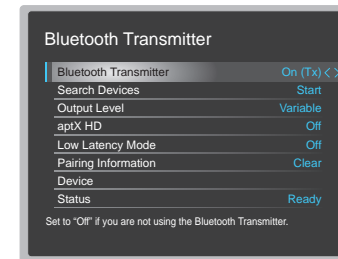 Bluetooth Transmitter
Bluetooth Transmitter On (Tx)
Search Devices Start
Output Level Variable
aptX HD Off
Low Latency Mode Off
Pairing Information Clear
Device
Status Ready
Set to “Off” if you are not using the Bluetooth Transmitter.